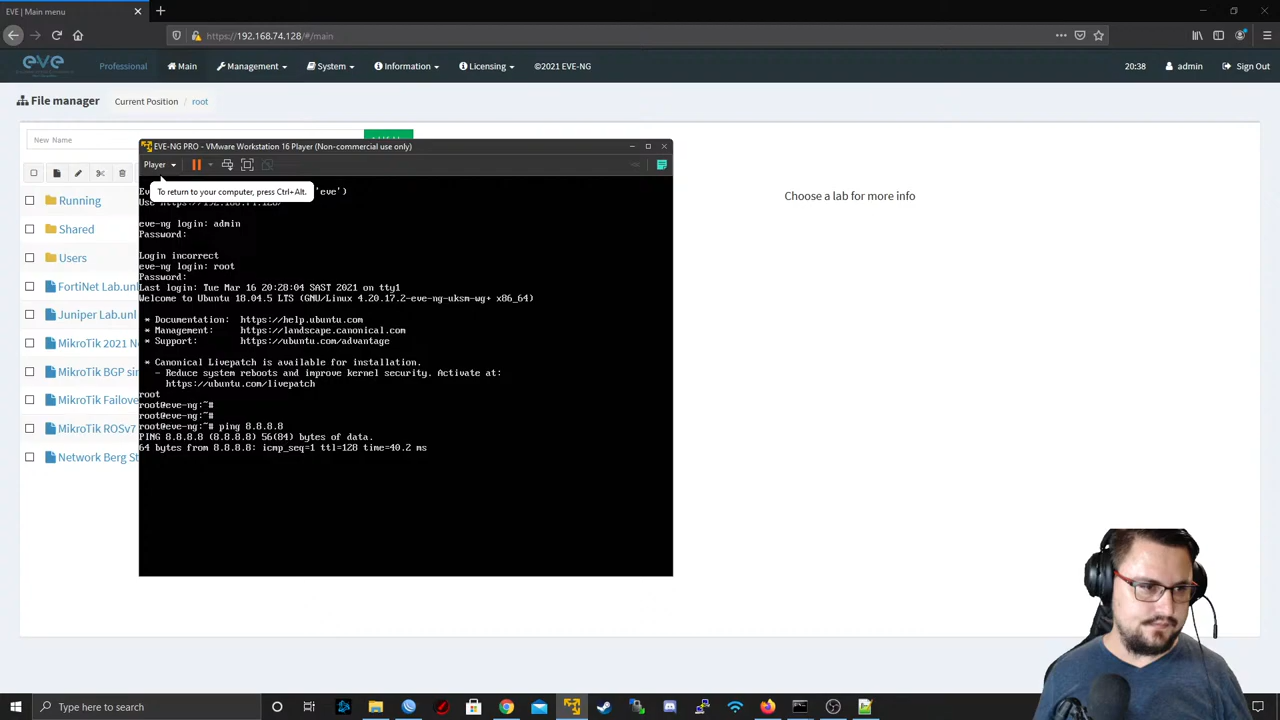 EVE | Main menu
https://192.168.74.128/#/main
eve
Professional
Main
Management
System
Information
Licensing
©2021 EVE-NG
20:38
admin
Sign Out
File manager
Current Position / root
New Name
EVE-NG PRO - VMware Workstation 16 Player (Non-commercial use only)
Player
To return to your computer, press Ctrl+Alt.
'eve')
eve-ng login: admin
Password:
Login incorrect
eve-ng login: root
Password:
Last login: Tue Mar 16 20:28:04 SAST 2021 on tty1
Welcome to Ubuntu 18.04.5 LTS (GNU/Linux 4.20.17.2-eve-ng-uksm-wg+ x86_64)
* Documentation: https://help.ubuntu.com
* Management: https://landscape.canonical.com
* Support: https://ubuntu.com/advantage
* Canonical Livepatch is available for installation.
- Reduce system reboots and improve kernel security. Activate at:
https://ubuntu.com/livepatch
root
root@eve-ng:~#
root@eve-ng:~#
root@eve-ng:~# ping 8.8.8.8
PING 8.8.8.8 (8.8.8.8) 56(84) bytes of data.
64 bytes from 8.8.8.8: icmp_seq=1 ttl=128 time=40.2 ms
Running
Shared
Users
FortiNet Lab.unl
Juniper Lab.unl
MikroTik 2021 N
MikroTik BGP sin
MikroTik Failove
MikroTik ROSv7
Network Berg St
Choose a lab for more info
Type here to search